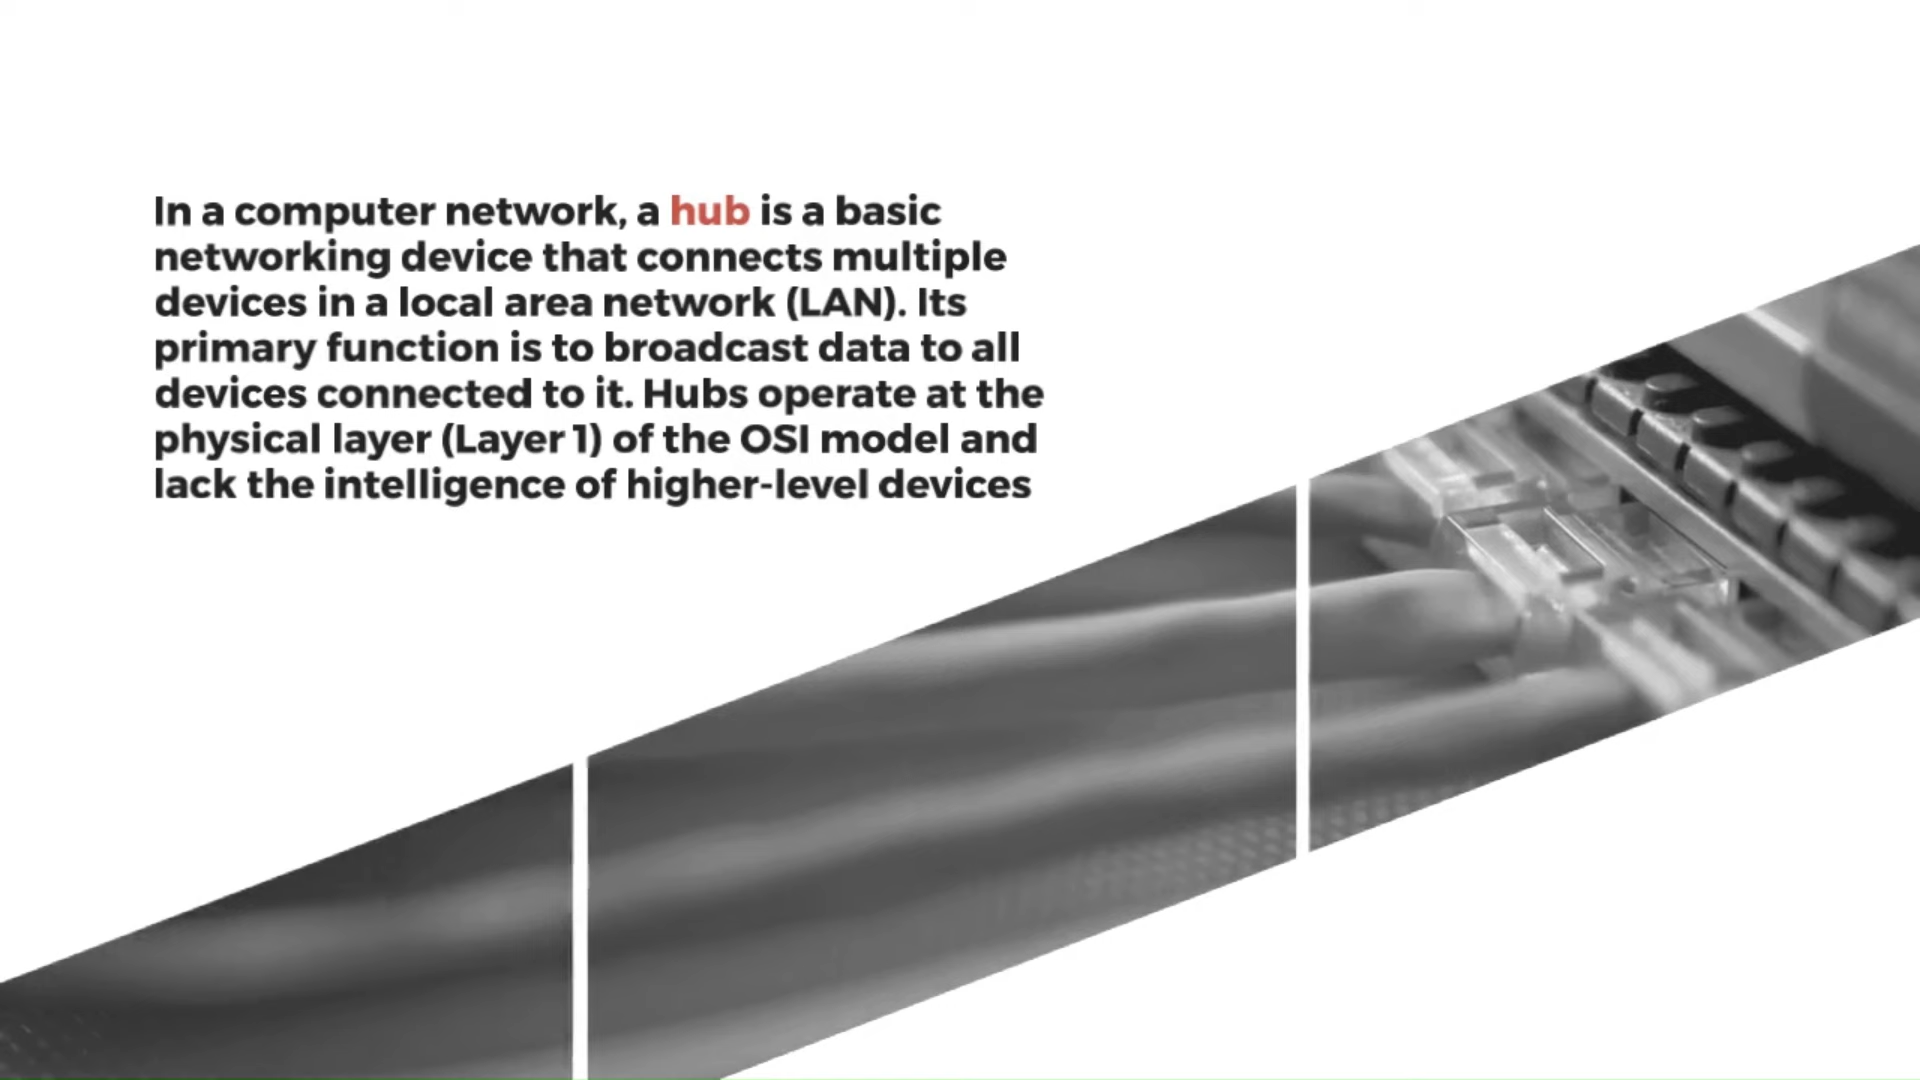 In a computer network, a hub is a basic
networking device that connects multiple
devices in a local area network (LAN). Its
primary function is to broadcast data to all
devices connected to it. Hubs operate at the
physical layer (Layer 1) of the OSI model and
lack the intelligence of higher-level devices